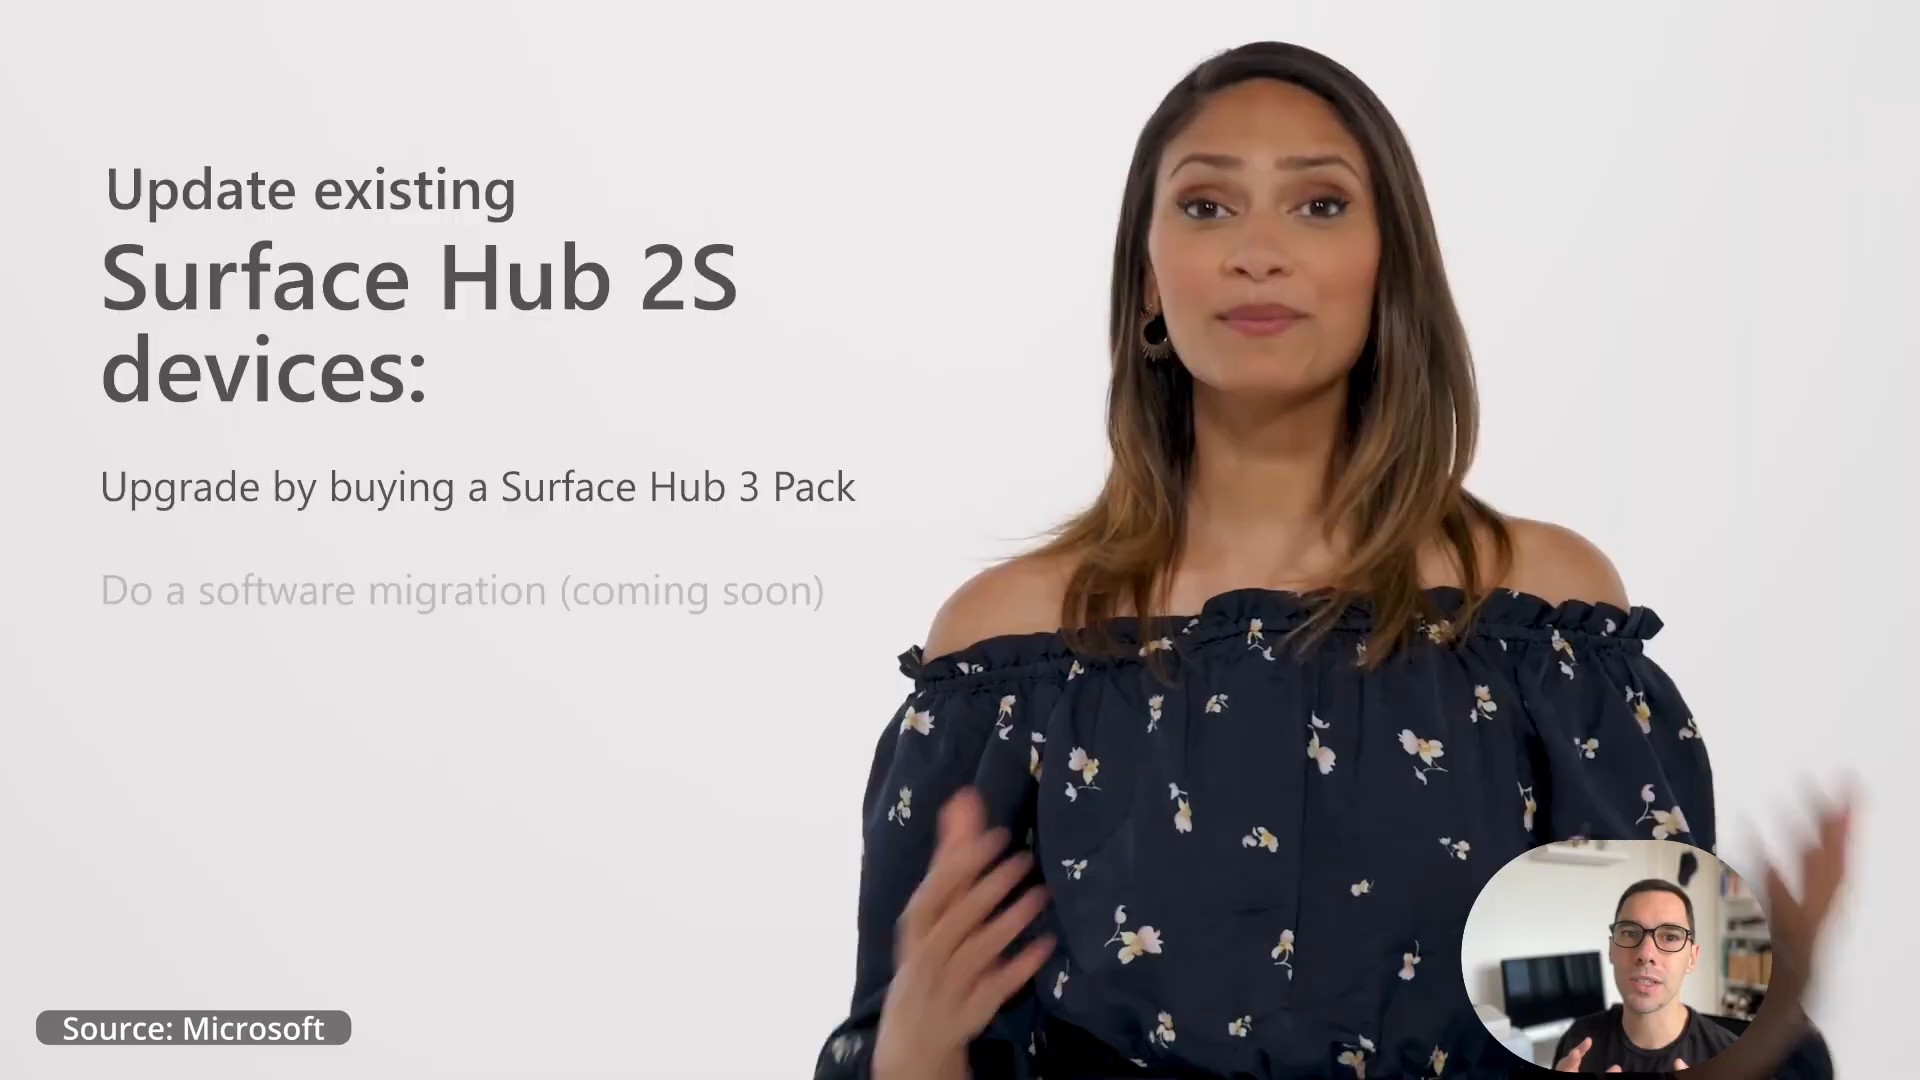 Update existing
Surface Hub 2S
devices:
Upgrade by buying a Surface Hub 3 Pack
Do a software migration (coming soon)
Source: Microsoft